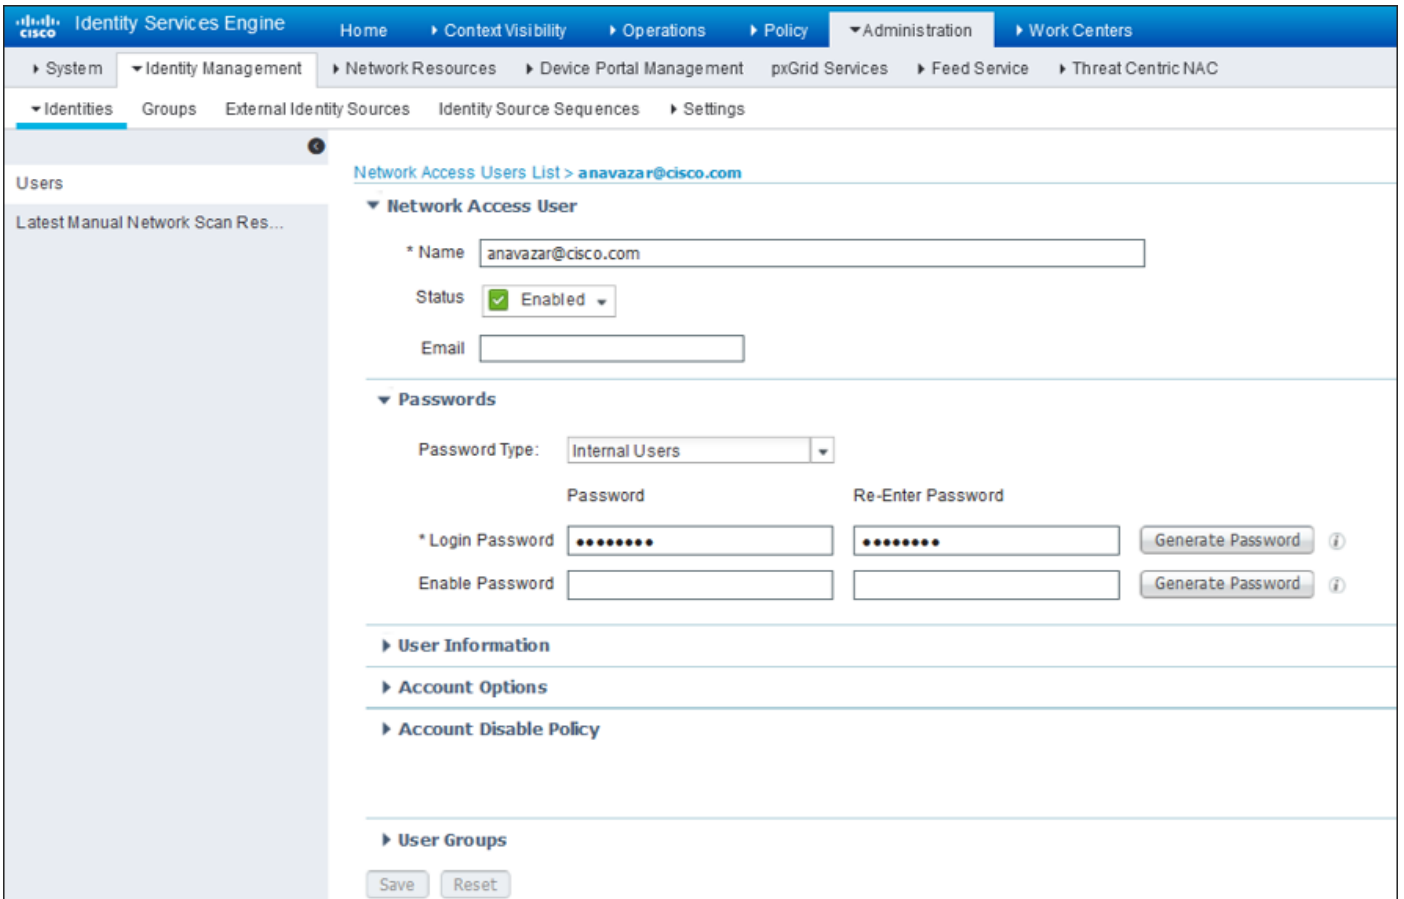 cisco Identity Services Engine Home Context Visibility Operations Policy Administration Work Centers
System Identity Management Network Resources Device Portal Management pxGrid Services Feed Service Threat Centric NAC
Identities Groups External Identity Sources Identity Source Sequences Settings
Users
Latest Manual Network Scan Res...
Network Access Users List > anavazar@cisco.com
Network Access User
* Name anavazar@cisco.com
Status Enabled
Email
Passwords
Password Type: Internal Users
Password Re-Enter Password
* Login Password •••••••• •••••••• Generate Password i
Enable Password Generate Password i
User Information
Account Options
Account Disable Policy
User Groups
Save Reset